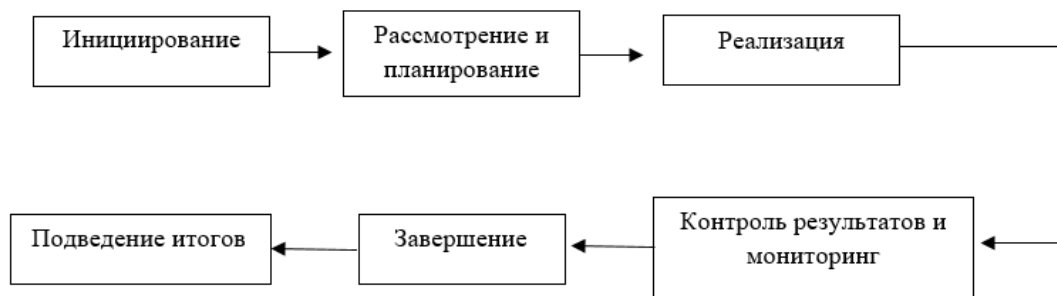 Инициирование
Рассмотрение и
планирование
Реализация
Контроль результатов и
мониторинг
Завершение
Подведение итогов